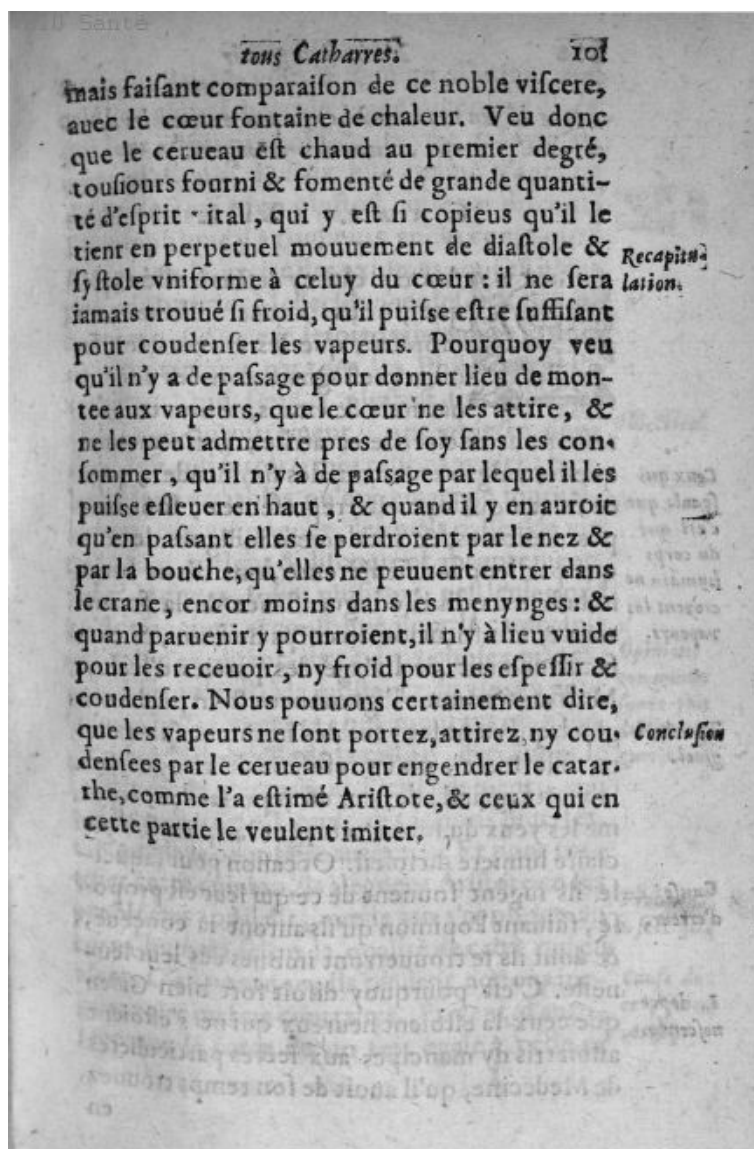 BIU Santé
tous Catharres. 101
mais faiſant comparaiſon de ce noble viſcere,
auec le cœur fontaine de chaleur. Veu donc
que le cerueau eſt chaud au premier degré,
touſiours fourni & fomenté de grande quanti-
té d'eſprit ital, qui y eſt ſi copieus qu'il le
tient en perpetuel mouuement de diaſtole &
ſyſtole vniforme à celuy du cœur : il ne ſera
iamais trouué ſi froid, qu'il puiſse eſtre ſuffiſant
pour coudenſer les vapeurs. Pourquoy veu
qu'il n'y a de paſsage pour donner lieu de mon-
tee aux vapeurs, que le cœur ne les attire, &
ne les peut admettre pres de ſoy ſans les con-
ſommer, qu'il n'y à de paſsage par lequel il les
puiſse eſleuer en haut, & quand il y en auroit
qu'en paſsant elles ſe perdroient par le nez &
par la bouche, qu'elles ne peuuent entrer dans
le crane, encor moins dans les menynges : &
quand paruenir y pourroient, il n'y à lieu vuide
pour les receuoir, ny froid pour les eſpeſſir &
coudenſer. Nous pouuons certainement dire,
que les vapeurs ne ſont portez, attirez, ny cou-
denſees par le cerueau pour engendrer le catar-
the, comme l'a eſtimé Ariſtote, & ceux qui en
cette partie le veulent imiter.
Recapitu-
lation.
Concluſion